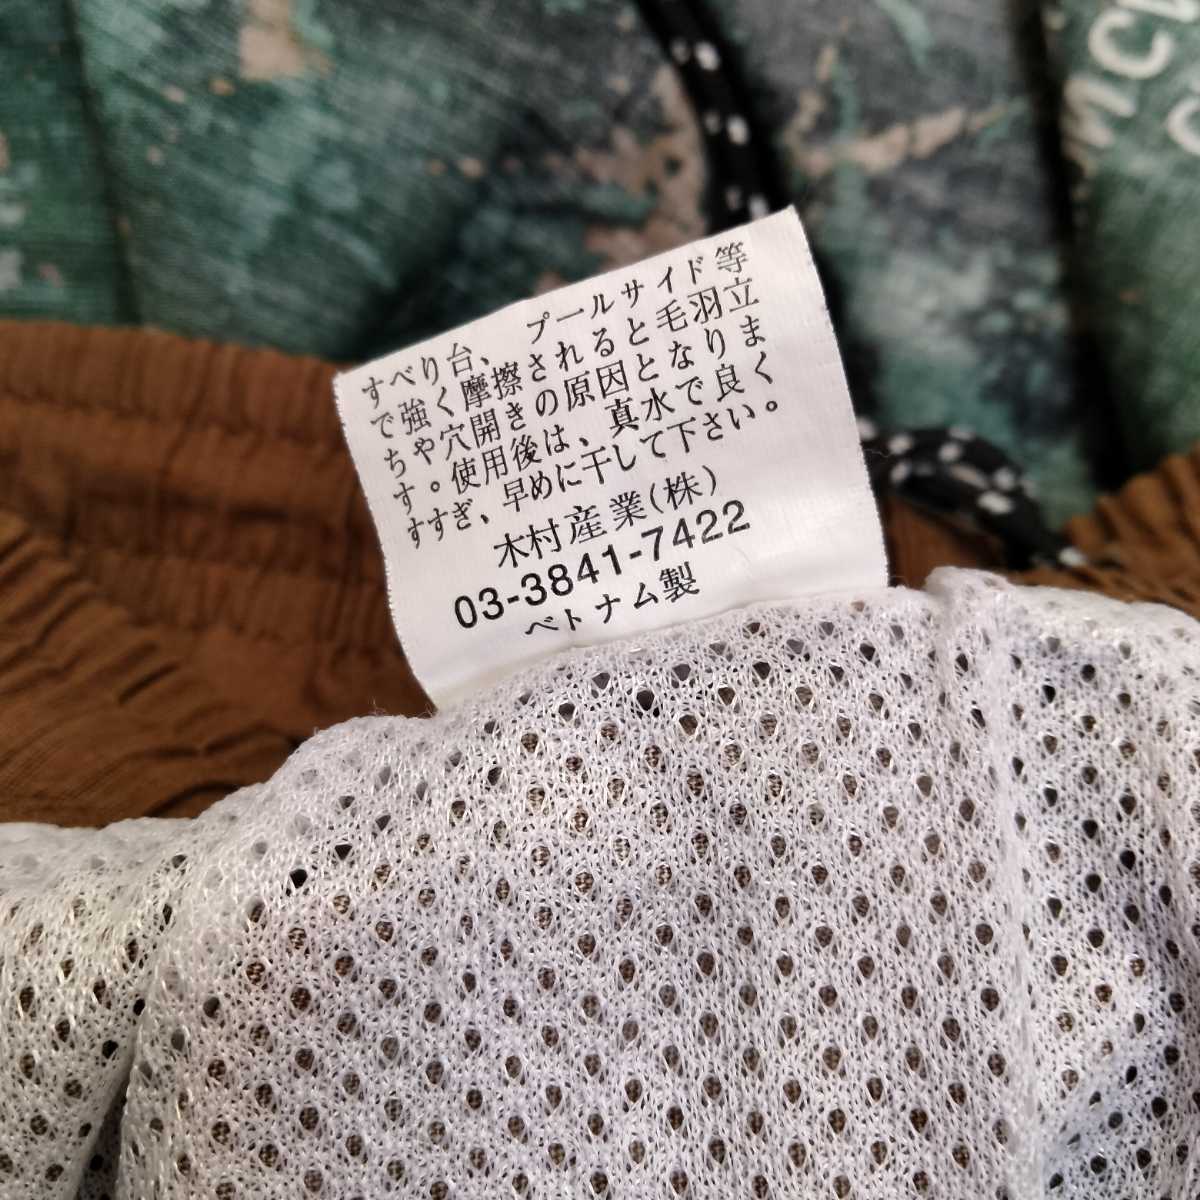 すべり台、プールサイド等
で強く摩擦されると毛羽立
ちや穴開きの原因となりま
す。使用後は、真水で良く
すすぎ、早めに干して下さい。
木村産業(株)
03-3841-7422
ベトナム製